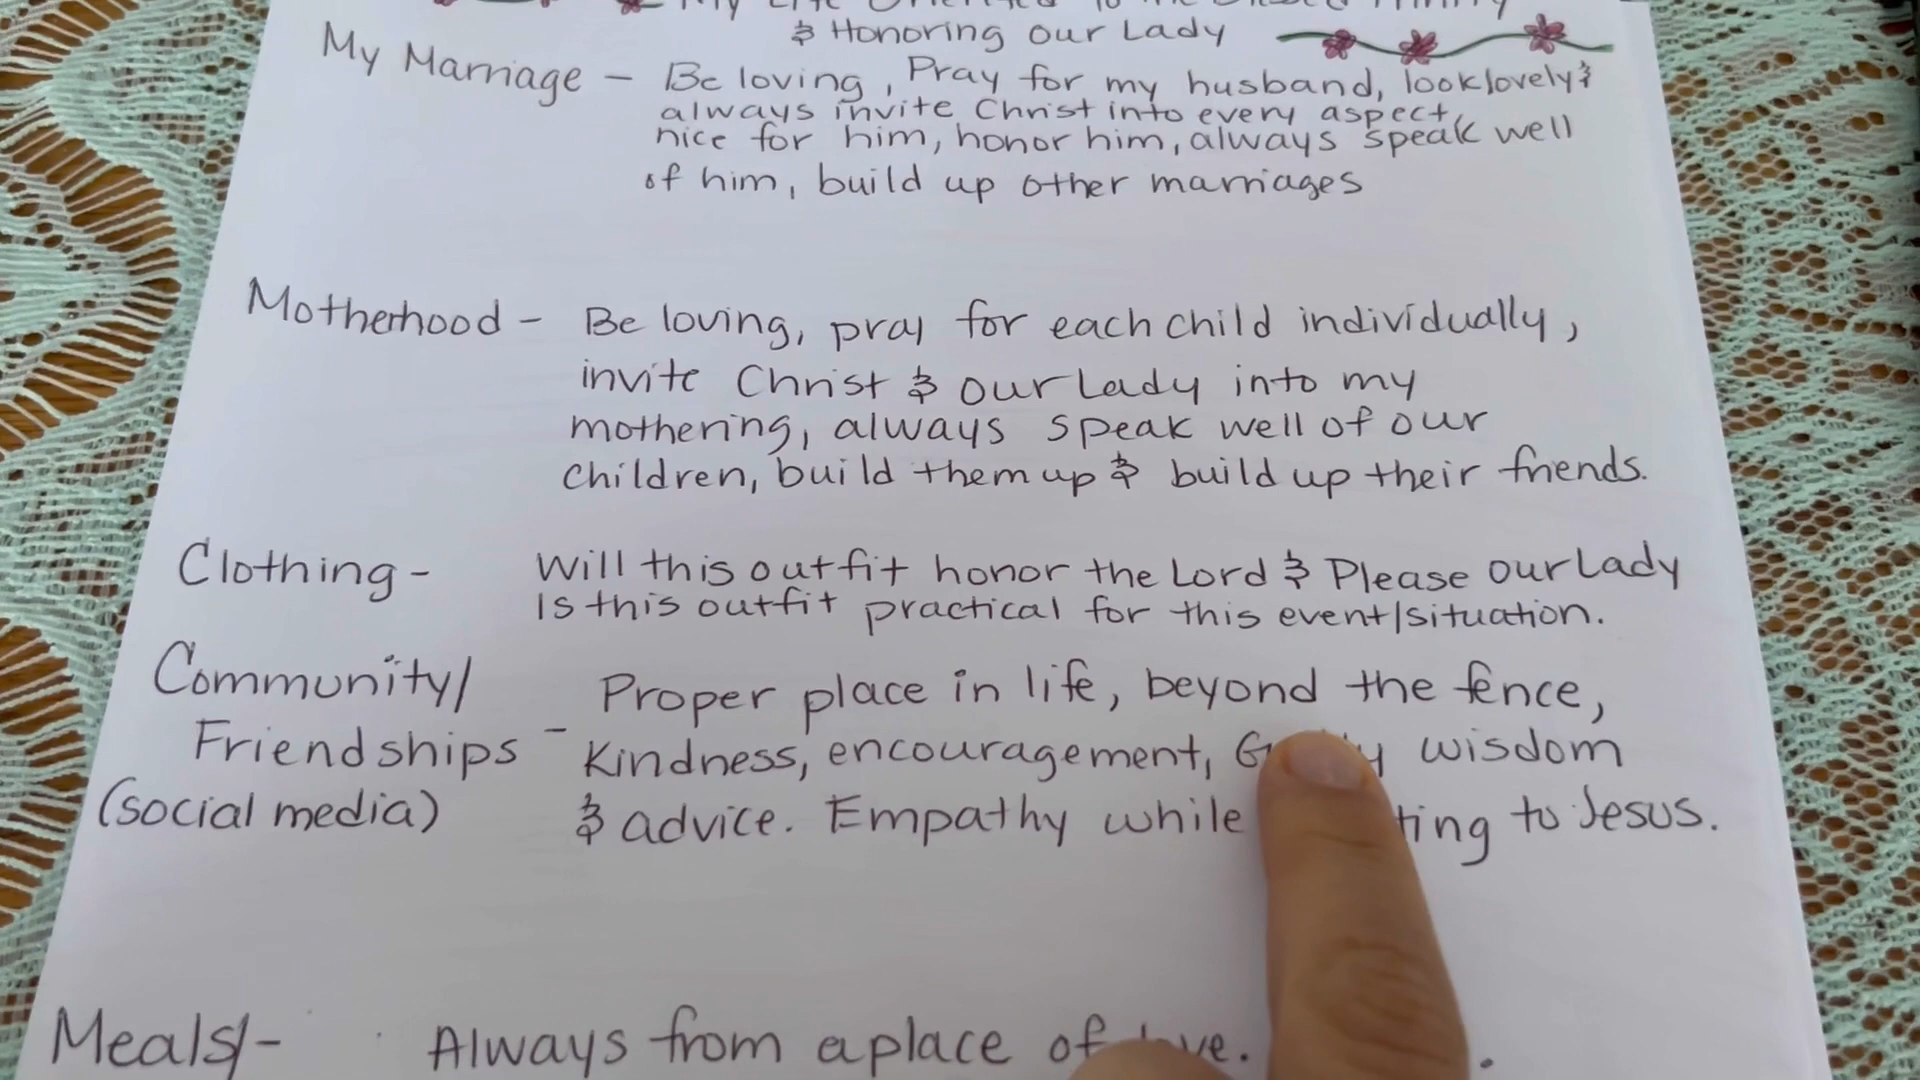 & Honoring our Lady
My Marriage - Be loving, Pray for my husband, look lovely &
always invite Christ into every aspect,
nice for him, honor him, always speak well
of him, build up other marriages
Motherhood - Be loving, pray for each child individually,
invite Christ & our Lady into my
mothering, always speak well of our
children, build them up & build up their friends.
Clothing - Will this outfit honor the Lord & Please our Lady
Is this outfit practical for this event/situation.
Community/ Proper place in life, beyond the fence,
Friendships - Kindness, encouragement, wisdom
(social media) & advice. Empathy while to Jesus.
Meals/- Always from a place of